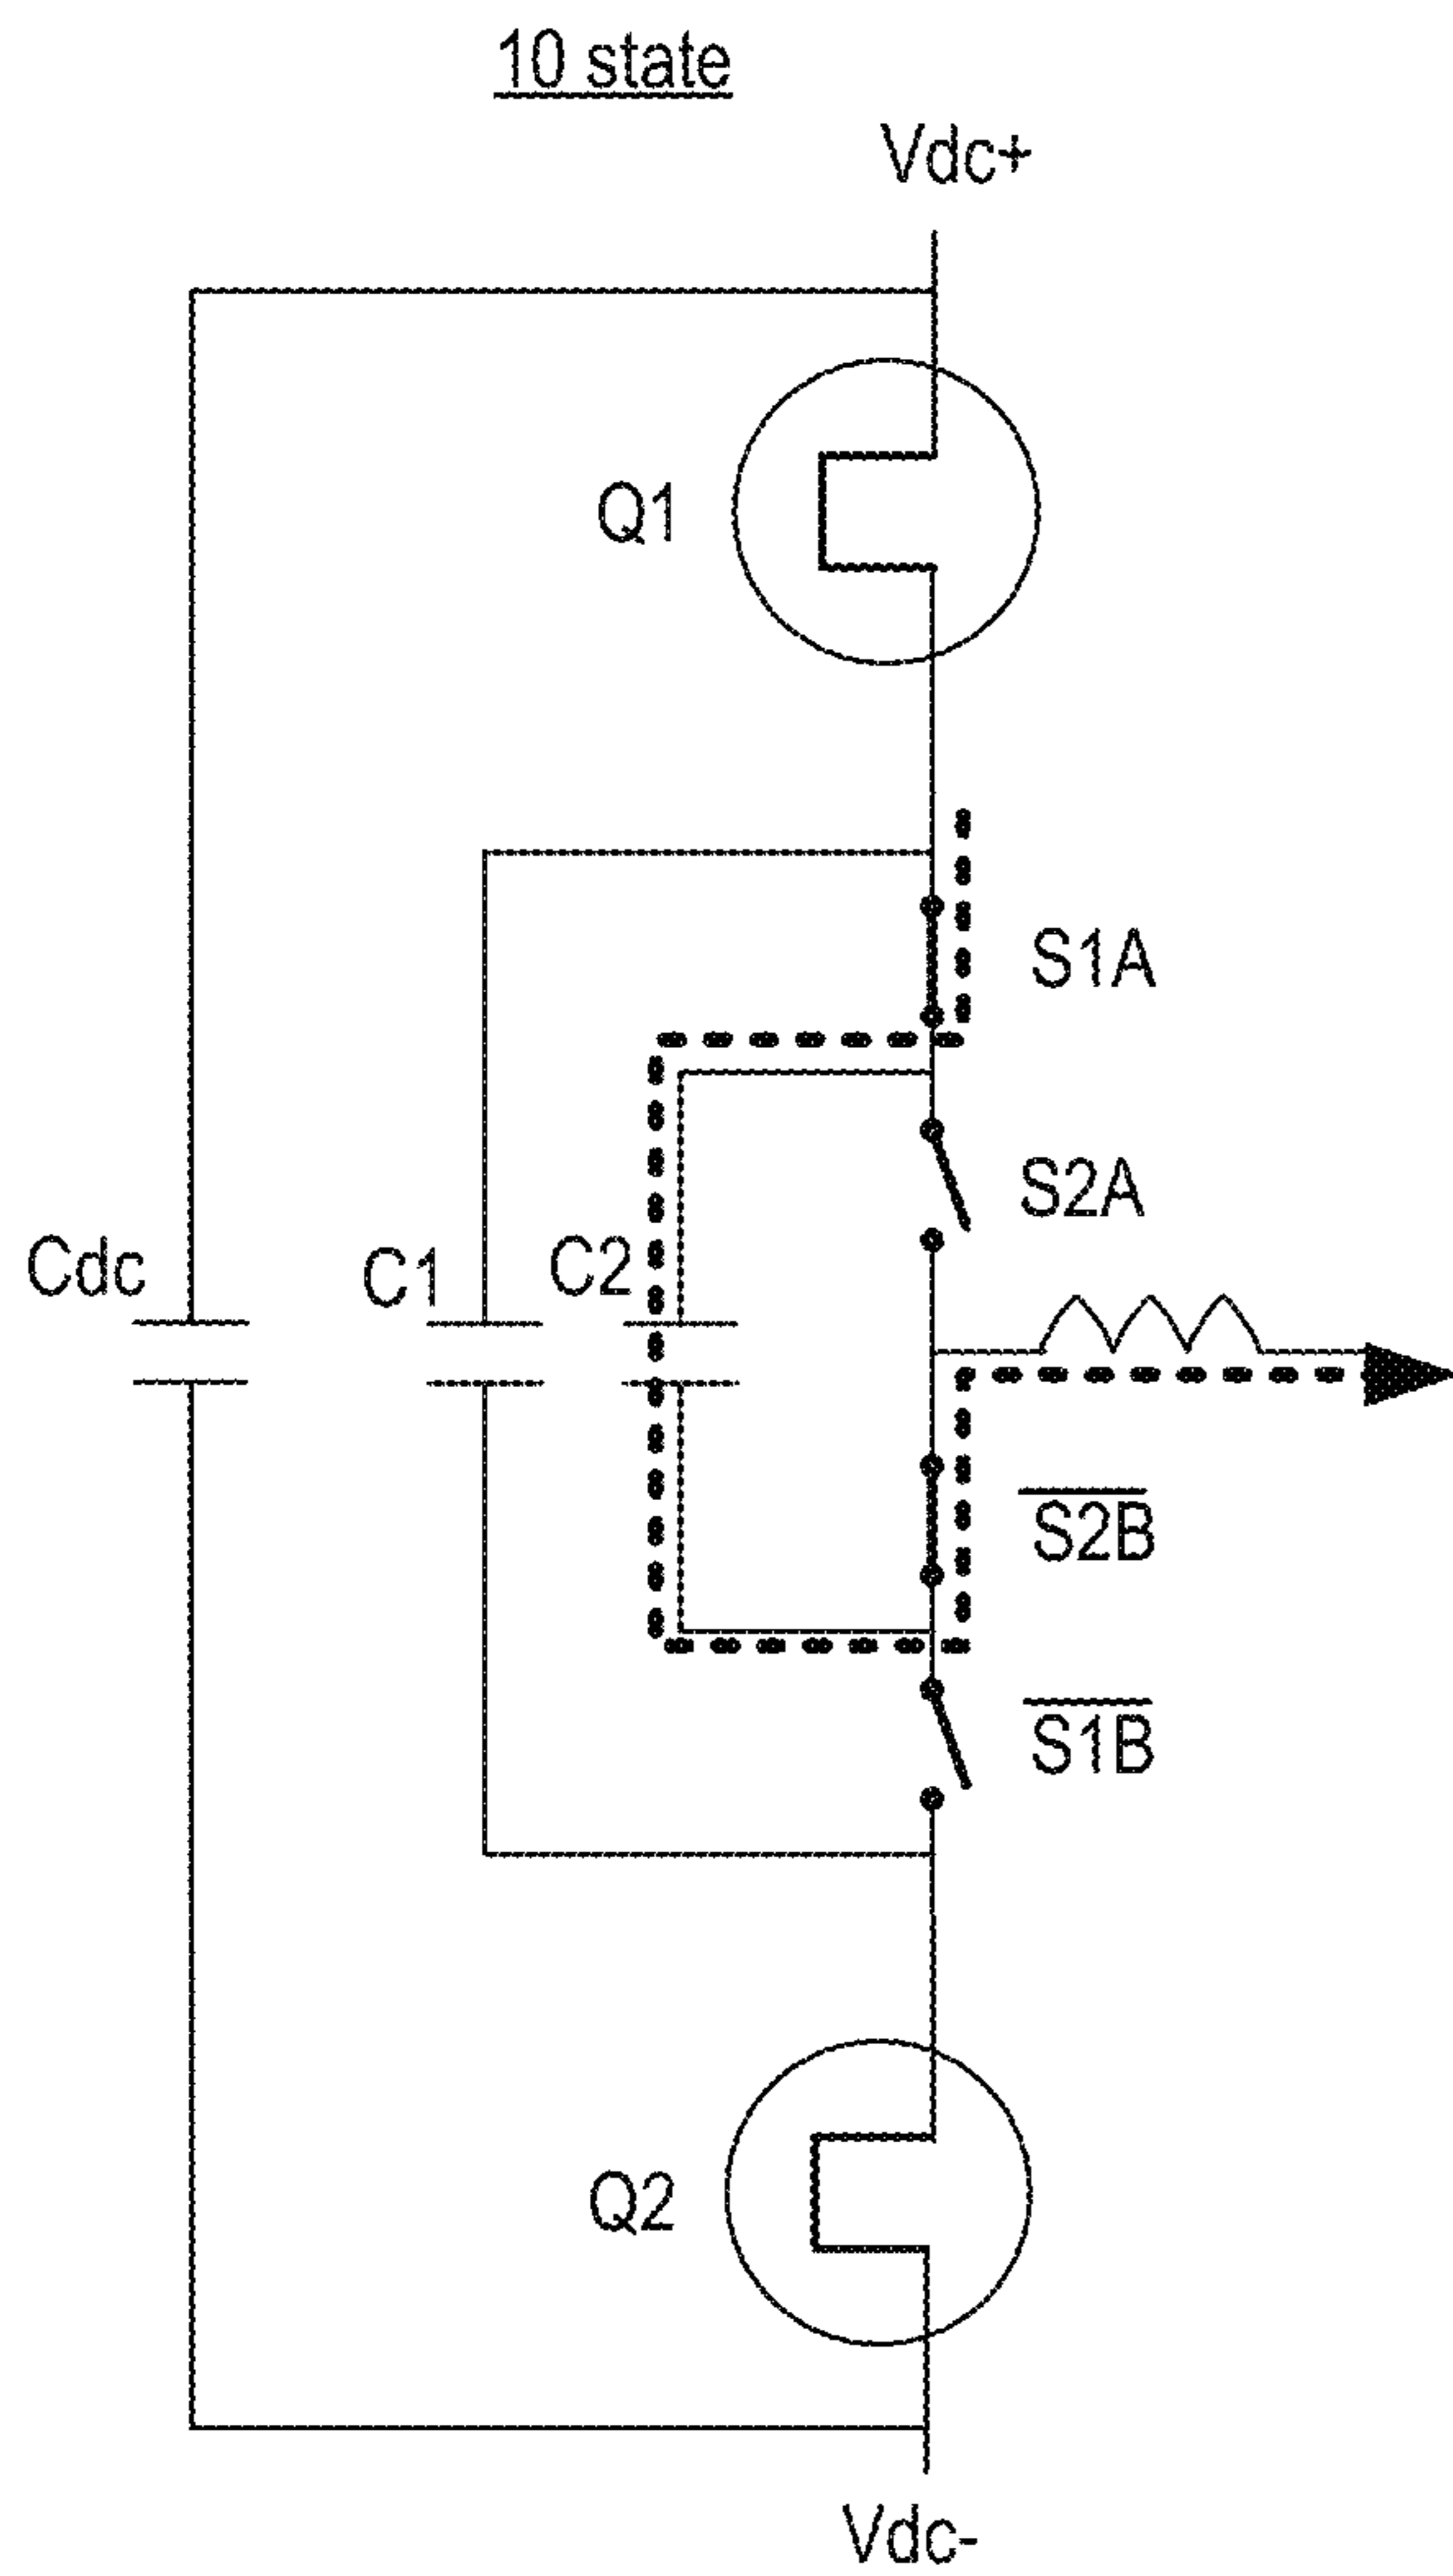 10 state
Vdc+
Q1
S1A
S2A
Cdc
C1
C2
S2B
S1B
Q2
Vdc-